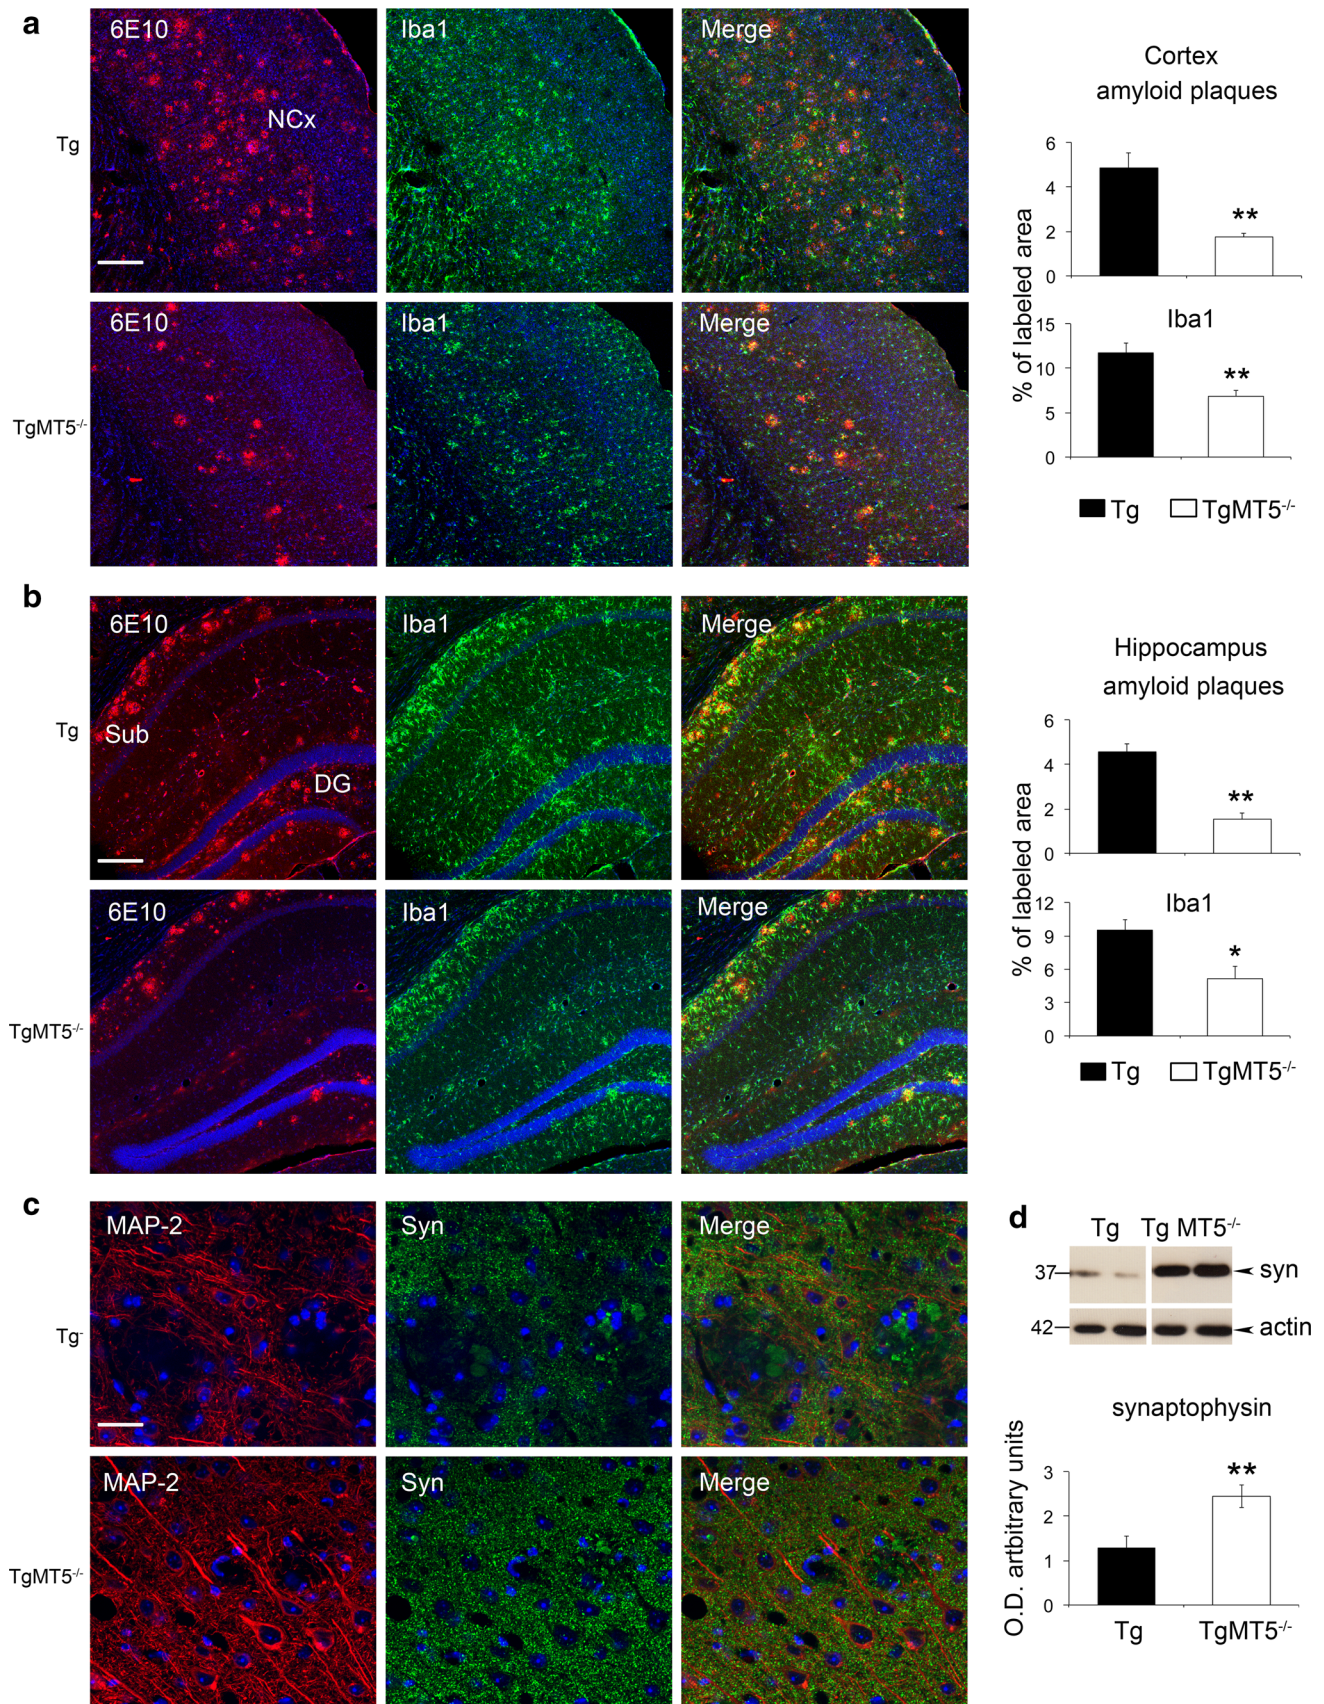 a
6E10
NCx
Iba1
Merge
Tg
6E10
Iba1
Merge
TgMT5-/-
Cortex
amyloid plaques
6
4
2
0
**
Iba1
15
10
5
0
**
% of labeled area
Tg
TgMT5-/-
b
6E10
Sub
DG
Iba1
Merge
Tg
6E10
Iba1
Merge
TgMT5-/-
Hippocampus
amyloid plaques
6
4
2
0
**
Iba1
12
9
6
3
0
*
% of labeled area
Tg
TgMT5-/-
c
MAP-2
Syn
Merge
Tg-
MAP-2
Syn
Merge
TgMT5-/-
d
Tg
Tg MT5-/-
37
syn
42
actin
synaptophysin
O.D. artbitrary units
3
2
1
0
**
Tg
TgMT5-/-